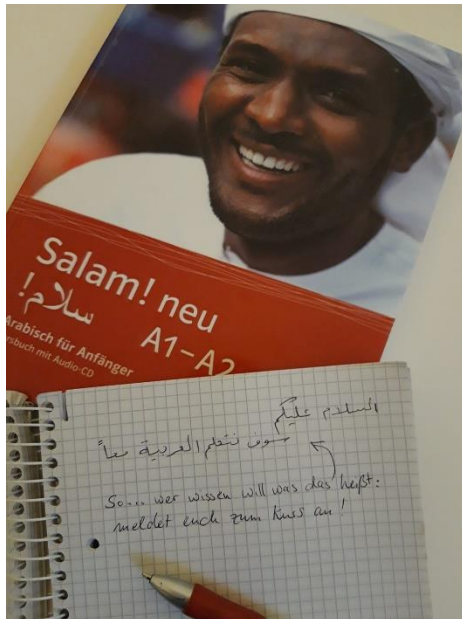 Salam! neu
سلام!
A1–A2
Arabisch für Anfänger
Kursbuch mit Audio-CD
السلام عليكم
سوف نتعلم العربية معاً
So... wer wissen will was das heißt:
meldet euch zum Kurs an!